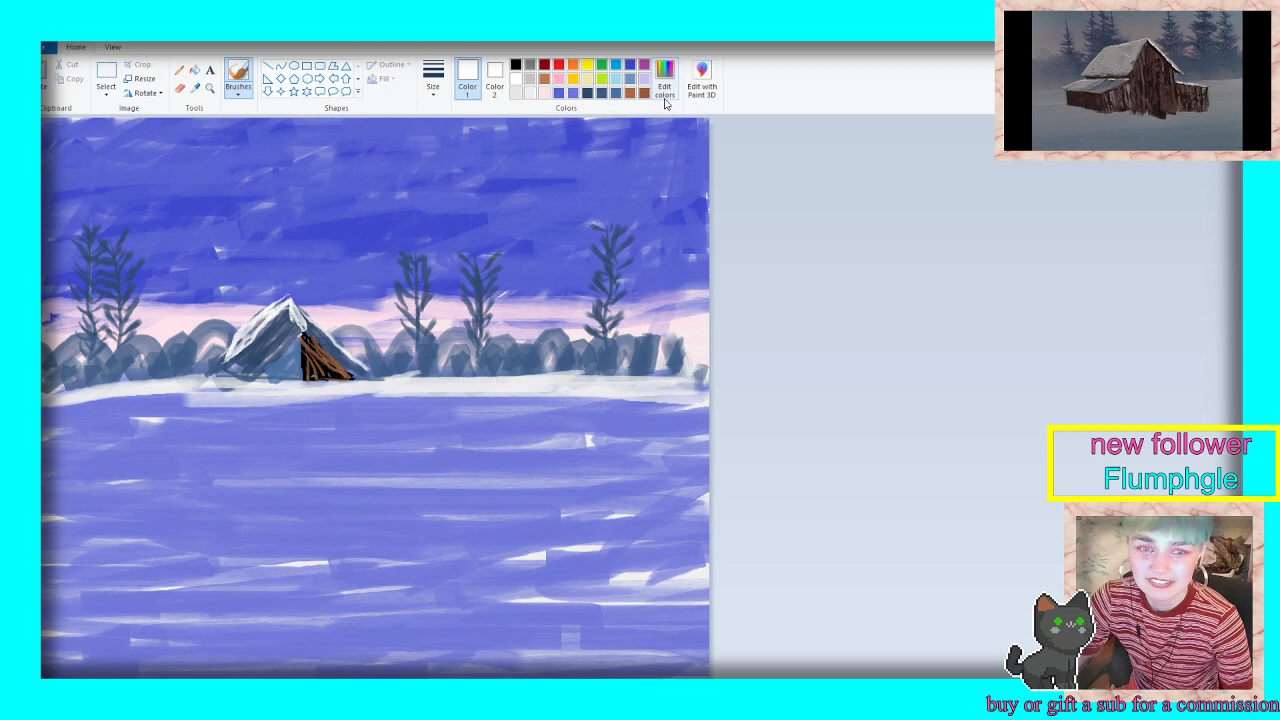 Home View
Cut
Copy
Clipboard
Select
Crop
Resize
Rotate
Image
A
Tools
Brushes
Outline
Fill
Shapes
Size
Color 1
Color 2
Edit colors
Colors
Edit with Paint 3D
new follower
Flumphgle
buy or gift a sub for a commission